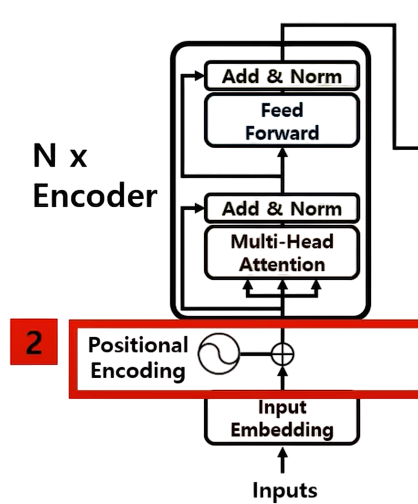 Add & Norm
Feed
Forward
N x
Encoder
Add & Norm
Multi-Head
Attention
2
Positional
Encoding
Input
Embedding
Inputs